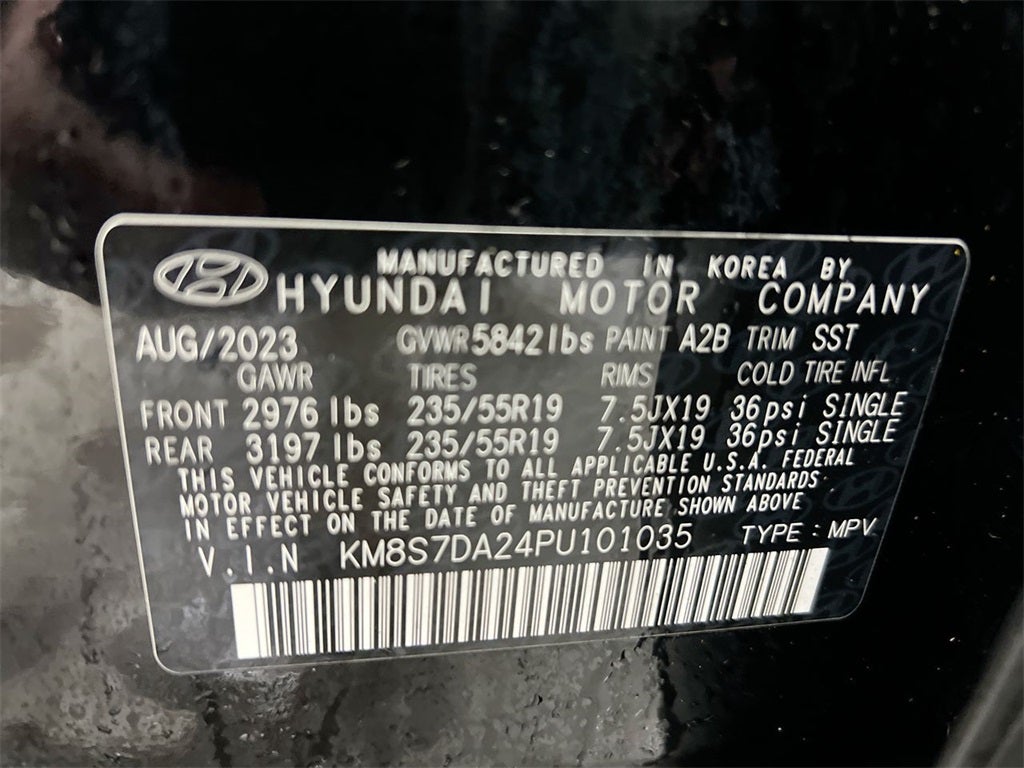 MANUFACTURED IN KOREA BY
HYUNDAI MOTOR COMPANY
AUG/2023 GVWR 5842lbs PAINT A2B TRIM SST
GAWR TIRES RIMS COLD TIRE INFL.
FRONT 2976 lbs 235/55R19 7.5JX19 36psi SINGLE
REAR 3197 lbs 235/55R19 7.5JX19 36psi SINGLE
THIS VEHICLE CONFORMS TO ALL APPLICABLE U.S.A. FEDERAL
MOTOR VEHICLE SAFETY AND THEFT PREVENTION STANDARDS
IN EFFECT ON THE DATE OF MANUFACTURE SHOWN ABOVE
V.I.N KM8S7DA24PU101035 TYPE: MPV